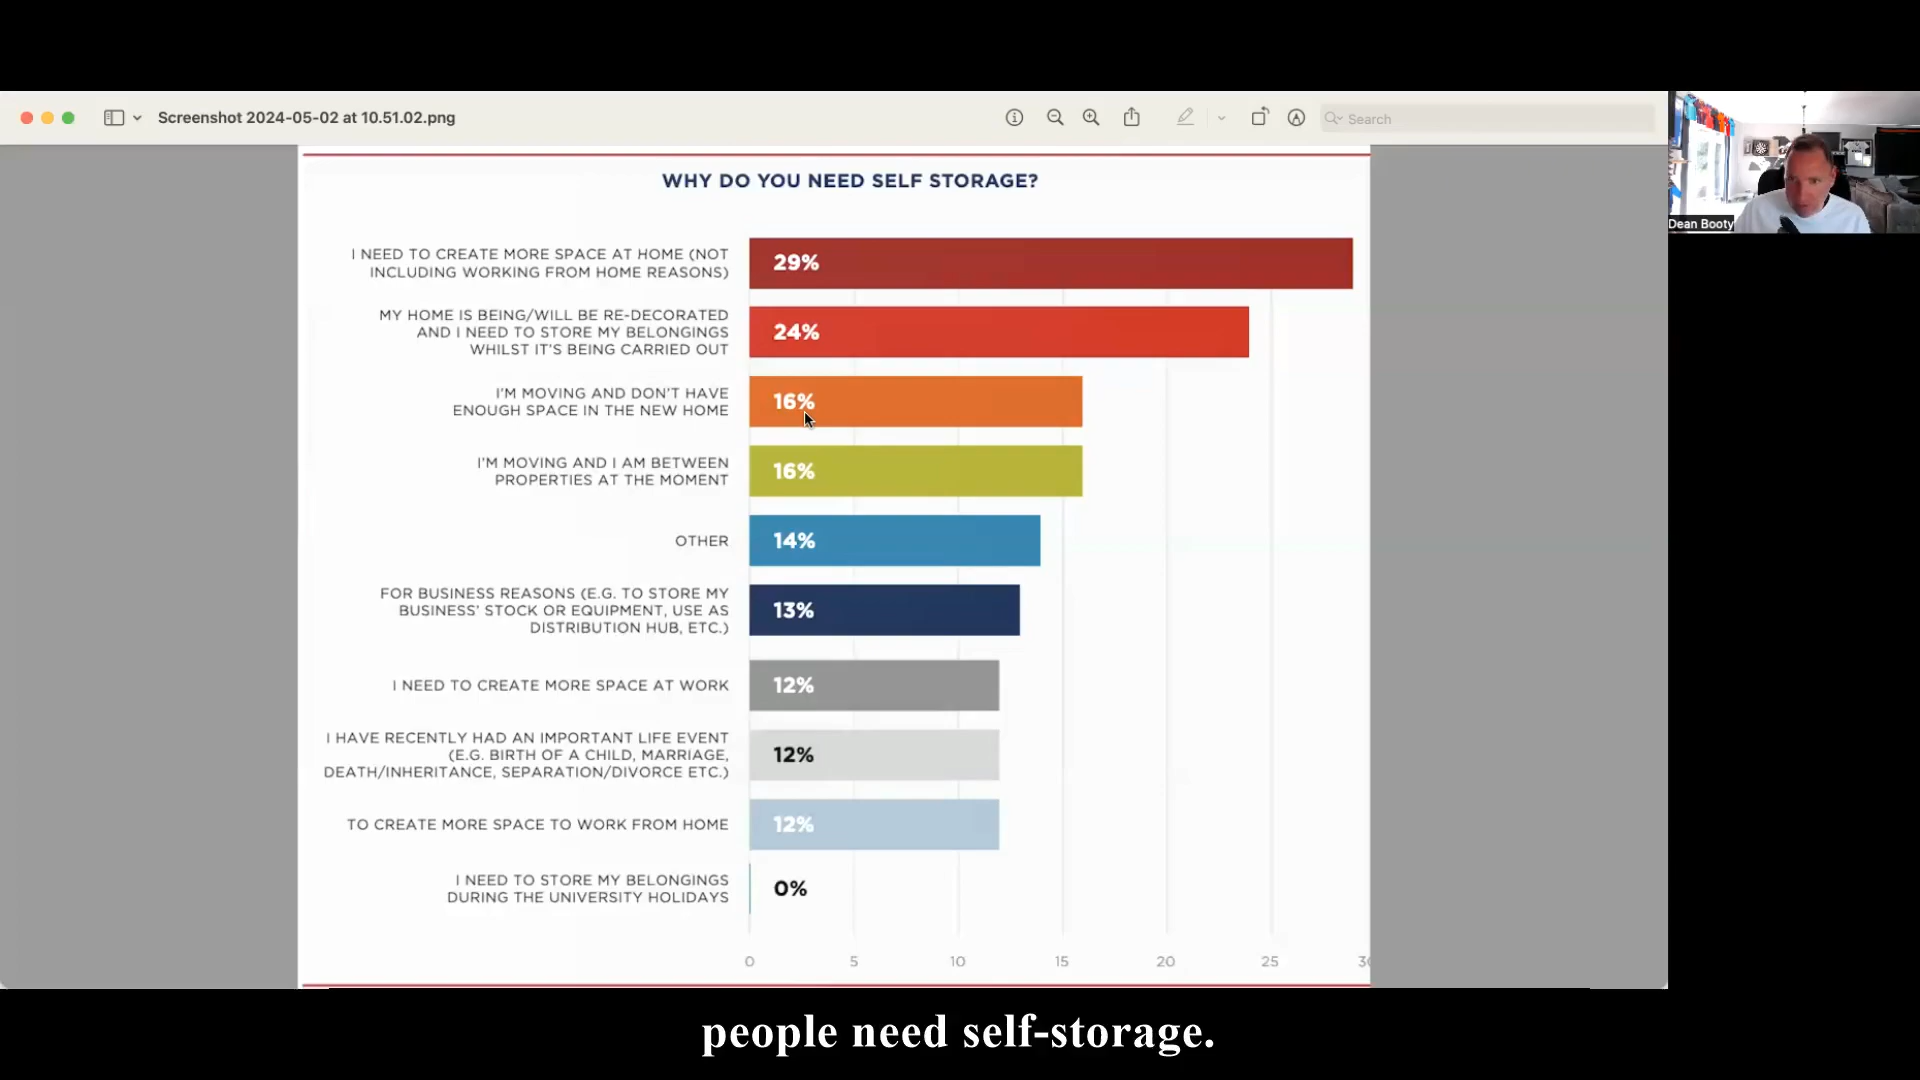 Screenshot 2024-05-02 at 10.51.02.png
Search
Dean Booty
WHY DO YOU NEED SELF STORAGE?
I NEED TO CREATE MORE SPACE AT HOME (NOT
INCLUDING WORKING FROM HOME REASONS)
29%
MY HOME IS BEING/WILL BE RE-DECORATED
AND I NEED TO STORE MY BELONGINGS
WHILST IT'S BEING CARRIED OUT
24%
I'M MOVING AND DON'T HAVE
ENOUGH SPACE IN THE NEW HOME
16%
I'M MOVING AND I AM BETWEEN
PROPERTIES AT THE MOMENT
16%
OTHER
14%
FOR BUSINESS REASONS (E.G. TO STORE MY
BUSINESS' STOCK OR EQUIPMENT, USE AS
DISTRIBUTION HUB, ETC.)
13%
I NEED TO CREATE MORE SPACE AT WORK
12%
I HAVE RECENTLY HAD AN IMPORTANT LIFE EVENT
(E.G. BIRTH OF A CHILD, MARRIAGE,
DEATH/INHERITANCE, SEPARATION/DIVORCE ETC.)
12%
TO CREATE MORE SPACE TO WORK FROM HOME
12%
I NEED TO STORE MY BELONGINGS
DURING THE UNIVERSITY HOLIDAYS
0%
0 5 10 15 20 25
people need self-storage.